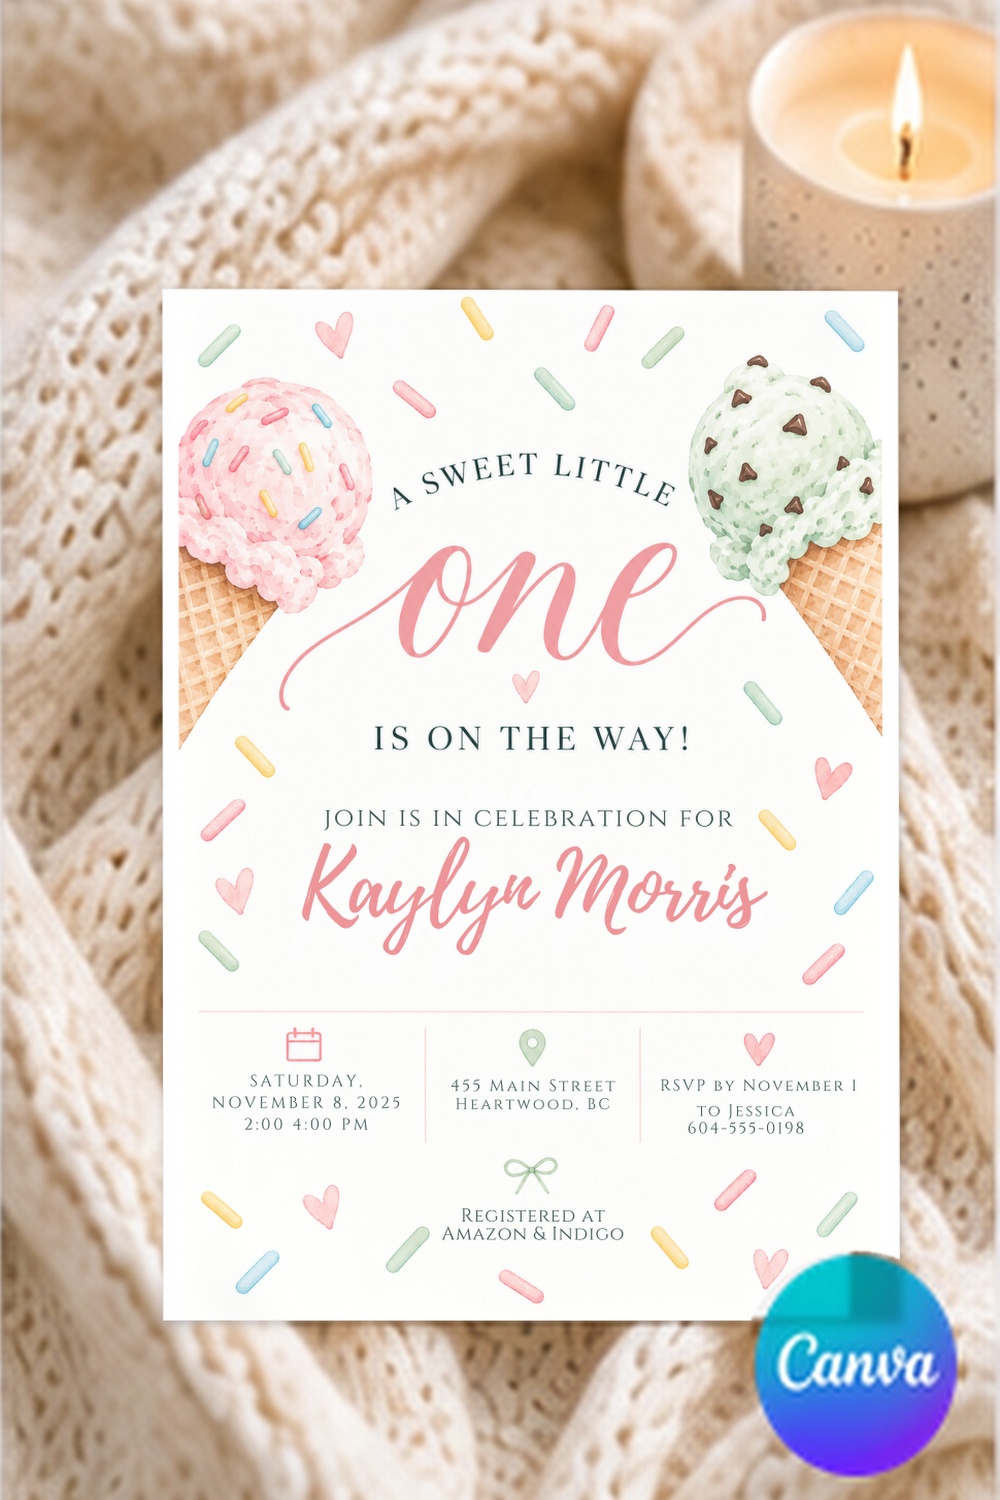 A SWEET LITTLE
one
IS ON THE WAY!
JOIN IS IN CELEBRATION FOR
Kaylyn Morris
SATURDAY,
NOVEMBER 8, 2025
2:00 4:00 PM
455 MAIN STREET
HEARTWOOD, BC
RSVP BY NOVEMBER 1
TO JESSICA
604-555-0198
REGISTERED AT
AMAZON & INDIGO
Canva